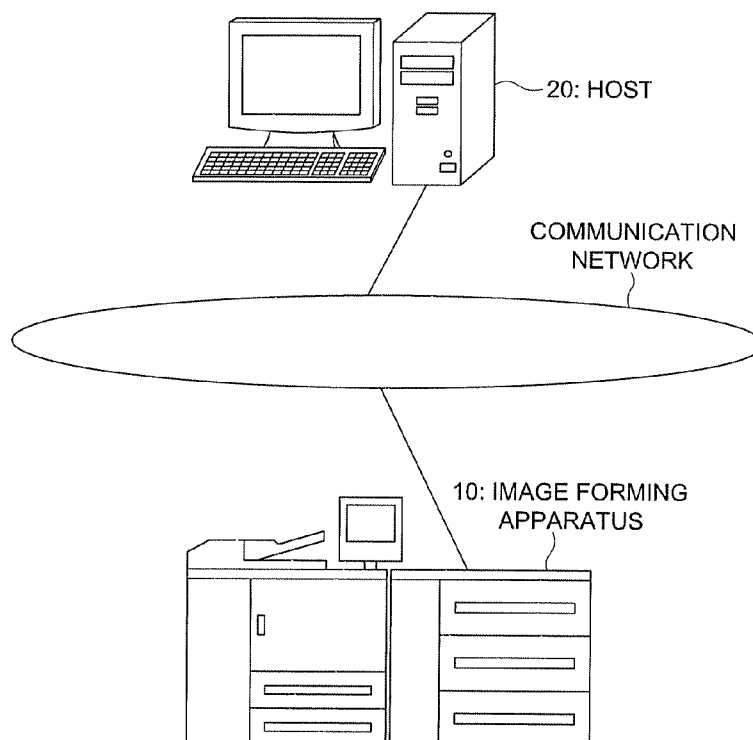 20: HOST
COMMUNICATION
NETWORK
10: IMAGE FORMING
APPARATUS